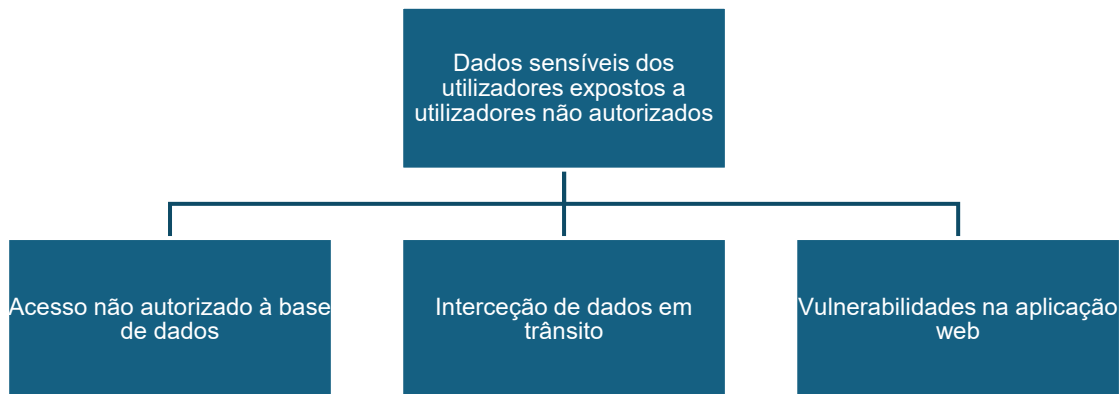 Dados sensíveis dos
utilizadores expostos a
utilizadores não autorizados
Acesso não autorizado à base
de dados
Interceção de dados em
trânsito
Vulnerabilidades na aplicação
web